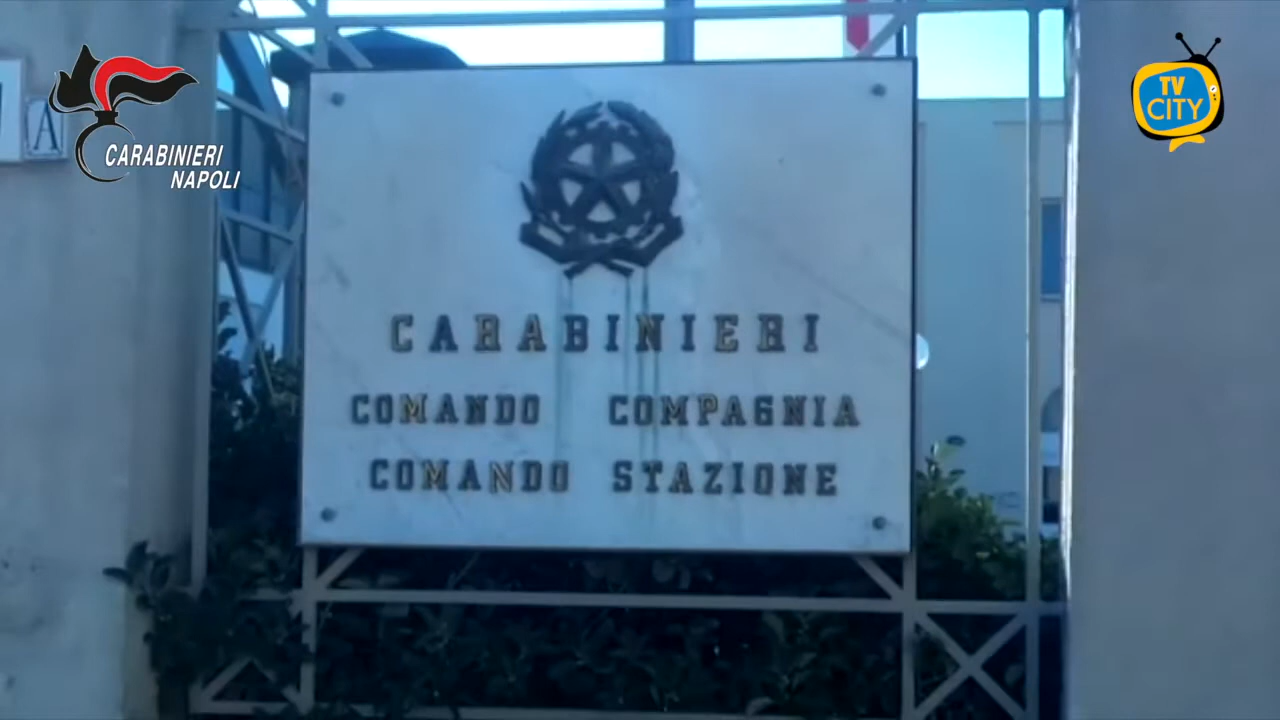 A
CARABINIERI
NAPOLI
TV
CITY
CARABINIERI
COMANDO COMPAGNIA
COMANDO STAZIONE